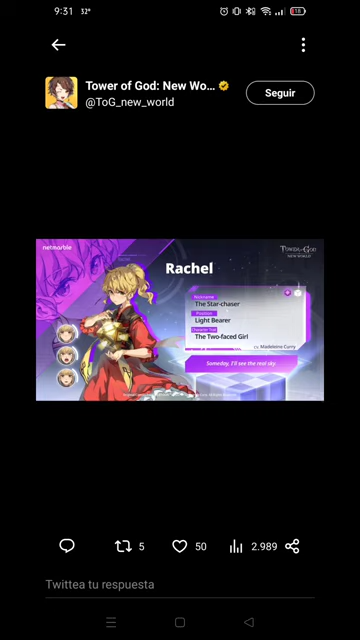 9:31 32° 18
Tower of God: New Wo...
@ToG_new_world
Seguir
netmarble
TOWER of GOD
NEW WORLD
Rachel
Nickname
The Star-chaser
Position
Light Bearer
Character Trait
The Two-faced Girl
CV Madeleine Curry
Someday, I'll see the real sky.
5
50
2.989
Twittea tu respuesta